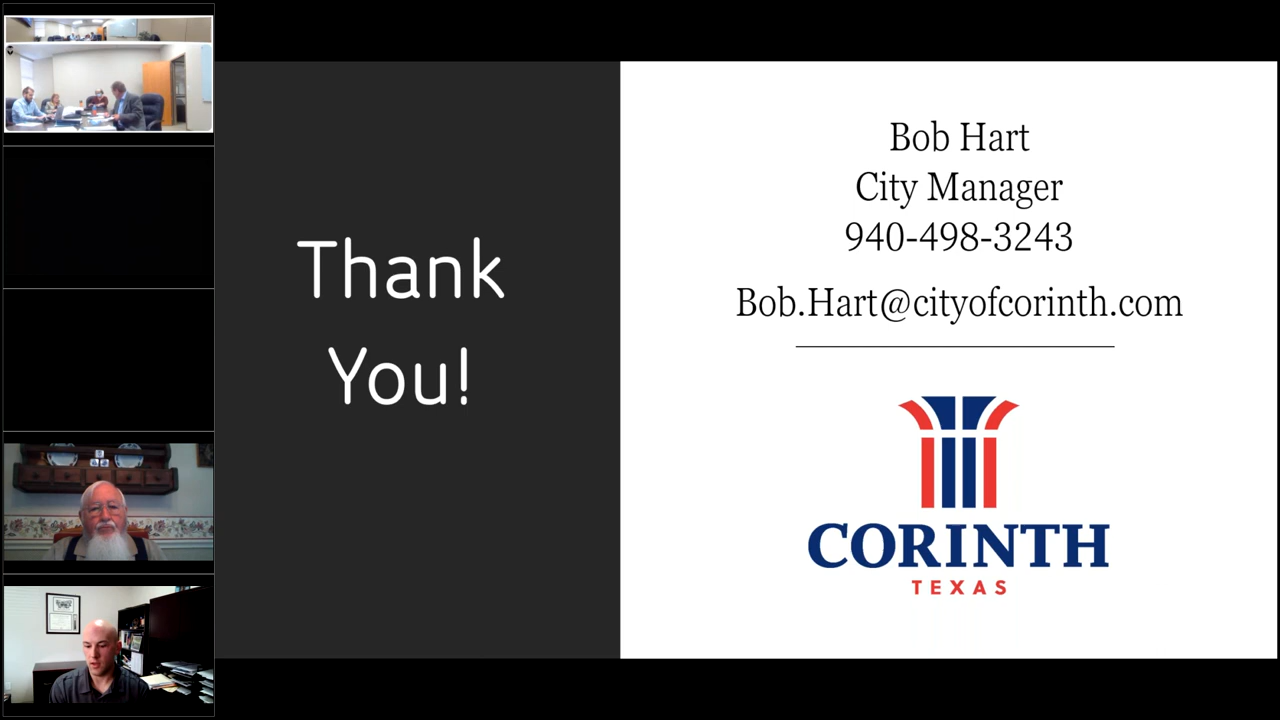 Thank
You!
Bob Hart
City Manager
940-498-3243
Bob.Hart@cityofcorinth.com
CORINTH
TEXAS